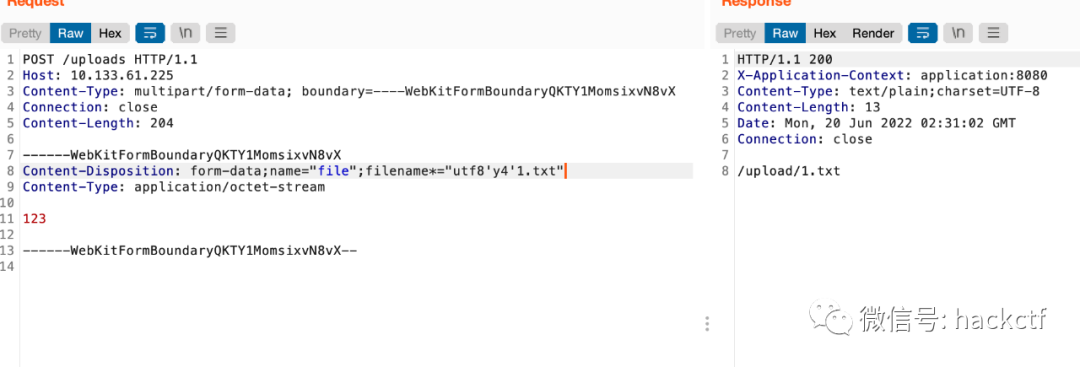 Request
Pretty Raw Hex \n
1 POST /uploads HTTP/1.1
2 Host: 10.133.61.225
3 Content-Type: multipart/form-data; boundary=----WebKitFormBoundaryQKTY1MomsixvN8vX
4 Connection: close
5 Content-Length: 204
6
7 ------WebKitFormBoundaryQKTY1MomsixvN8vX
8 Content-Disposition: form-data;name="file";filename*="utf8'y4'1.txt"
9 Content-Type: application/octet-stream
10
11 123
12
13 ------WebKitFormBoundaryQKTY1MomsixvN8vX--
14
Response
Pretty Raw Hex Render \n
1 HTTP/1.1 200
2 X-Application-Context: application:8080
3 Content-Type: text/plain;charset=UTF-8
4 Content-Length: 13
5 Date: Mon, 20 Jun 2022 02:31:02 GMT
6 Connection: close
7
8 /upload/1.txt
微信号: hackctf